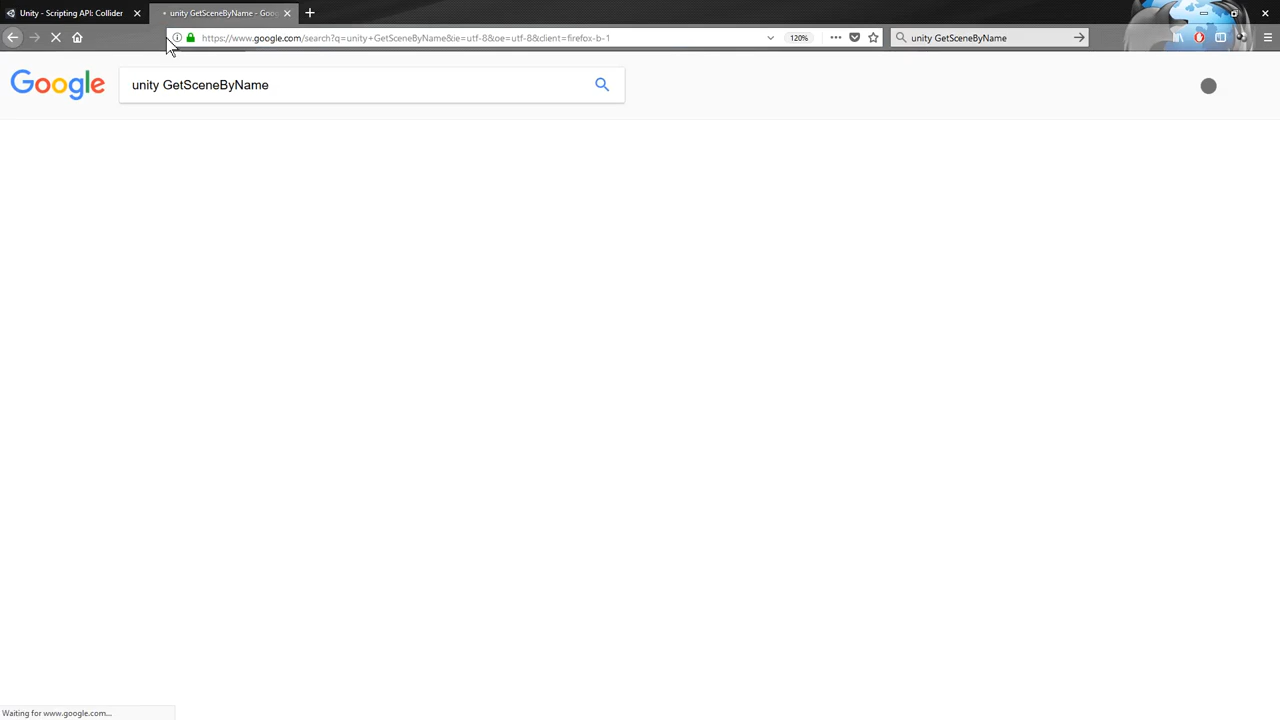 Unity - Scripting API: Collider
unity GetSceneByName - Goo
https://www.google.com/search?q=unity+GetSceneByName&ie=utf-8&oe=utf-8&client=firefox-b-1
120%
unity GetSceneByName
Google
unity GetSceneByName
Waiting for www.google.com...